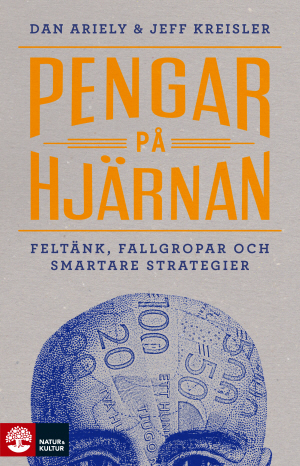 DAN ARIELY & JEFF KREISLER
PENGAR
PÅ
HJÄRNAN
FELTÄNK, FALLGROPAR OCH
SMARTARE STRATEGIER
100
20
50
500
ETT HUNDRA
NATUR &
KULTUR